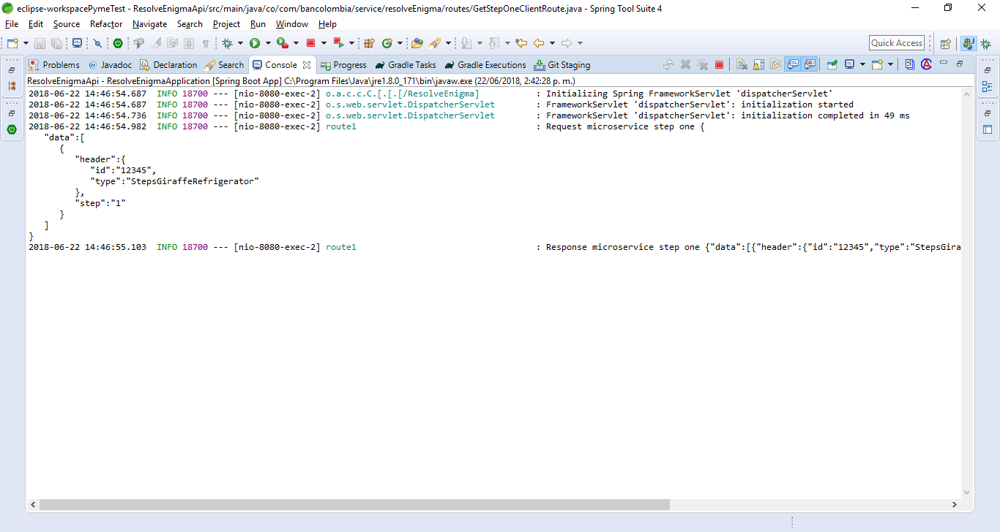 eclipse-workspacePymeTest - ResolveEnigmaApi/src/main/java/co/com/bancolombia/service/resolveEnigma/routes/GetStepOneClientRoute.java - Spring Tool Suite 4
File Edit Source Refactor Navigate Search Project Run Window Help
Quick Access
Problems @ Javadoc Declaration Search Console Progress Gradle Tasks Gradle Executions Git Staging
ResolveEnigmaApi - ResolveEnigmaApplication [Spring Boot App] C:\Program Files\Java\jre1.8.0_171\bin\javaw.exe (22/06/2018, 2:42:28 p. m.)
2018-06-22 14:46:54.687  INFO 18700 --- [nio-8080-exec-2] o.a.c.c.C.[.[.[/ResolveEnigma]           : Initializing Spring FrameworkServlet 'dispatcherServlet'
2018-06-22 14:46:54.687  INFO 18700 --- [nio-8080-exec-2] o.s.web.servlet.DispatcherServlet        : FrameworkServlet 'dispatcherServlet': initialization started
2018-06-22 14:46:54.736  INFO 18700 --- [nio-8080-exec-2] o.s.web.servlet.DispatcherServlet        : FrameworkServlet 'dispatcherServlet': initialization completed in 49 ms
2018-06-22 14:46:54.982  INFO 18700 --- [nio-8080-exec-2] route1                                   : Request microservice step one {
   "data":[
      {
         "header":{
            "id":"12345",
            "type":"StepsGiraffeRefrigerator"
         },
         "step":"1"
      }
   ]
}
2018-06-22 14:46:55.103  INFO 18700 --- [nio-8080-exec-2] route1                                   : Response microservice step one {"data":[{"header":{"id":"12345","type":"StepsGira